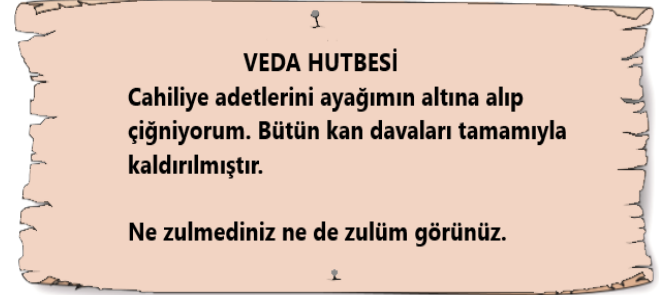 VEDA HUTBESİ
Cahiliye adetlerini ayağımın altına alıp
çiğniyorum. Bütün kan davaları tamamıyla
kaldırılmıştır.
Ne zulmediniz ne de zulüm görünüz.